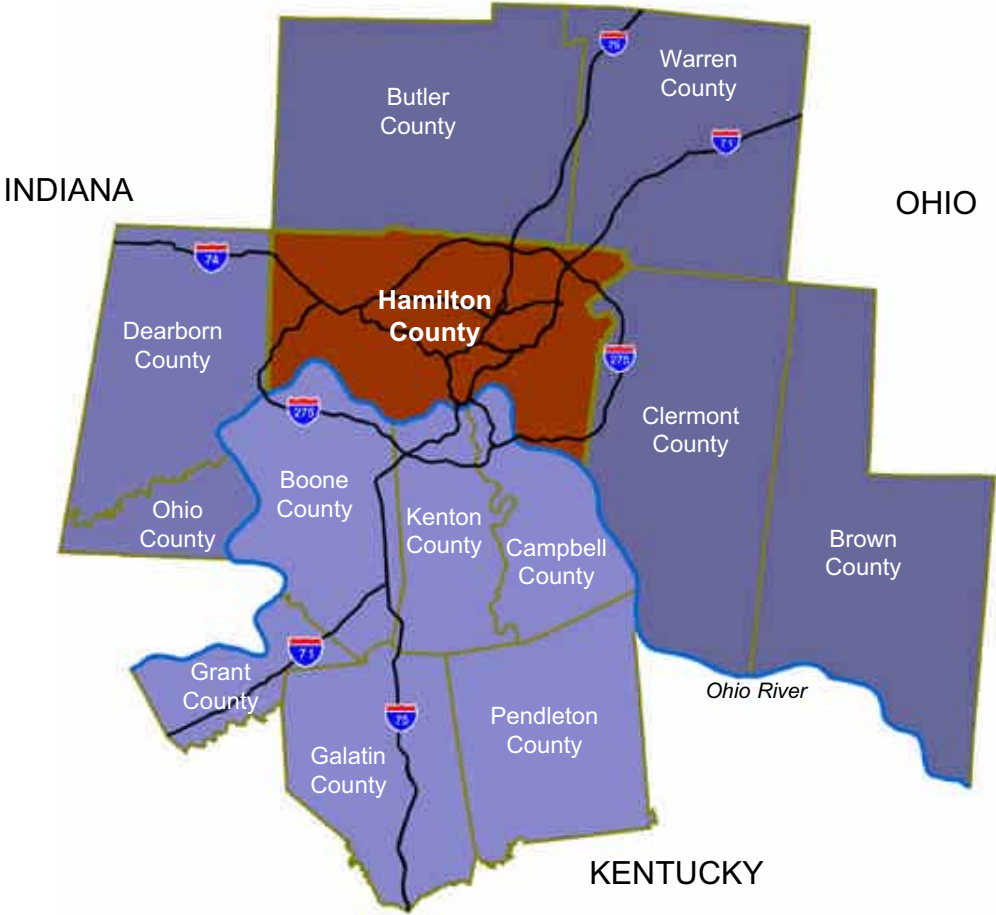 75
Warren
County
Butler
County
71
INDIANA
OHIO
74
Hamilton
County
Dearborn
County
275
275
Clermont
County
Boone
County
Ohio
County
Kenton
County
Campbell
County
Brown
County
71
Grant
County
Ohio River
75
Pendleton
County
Galatin
County
KENTUCKY